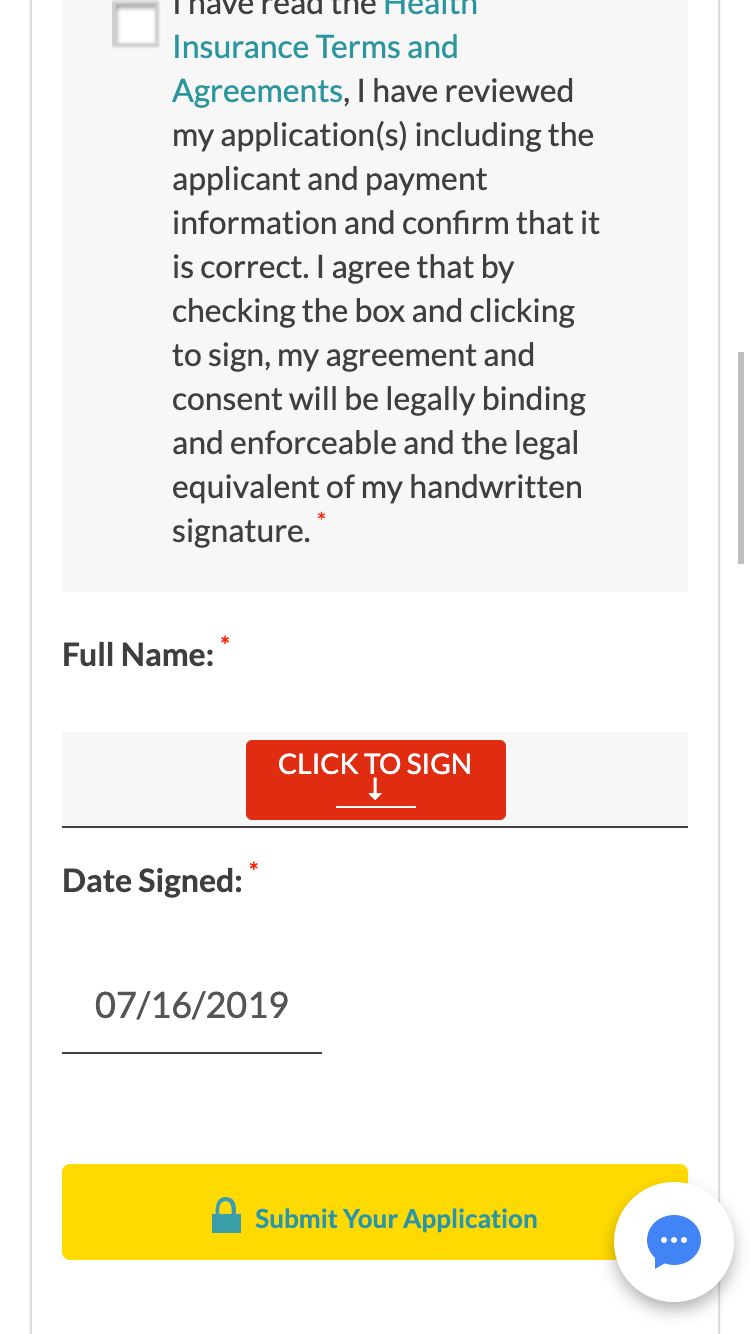 I have read the Health
Insurance Terms and
Agreements, I have reviewed
my application(s) including the
applicant and payment
information and confirm that it
is correct. I agree that by
checking the box and clicking
to sign, my agreement and
consent will be legally binding
and enforceable and the legal
equivalent of my handwritten
signature. *
Full Name: *
CLICK TO SIGN
Date Signed: *
07/16/2019
Submit Your Application